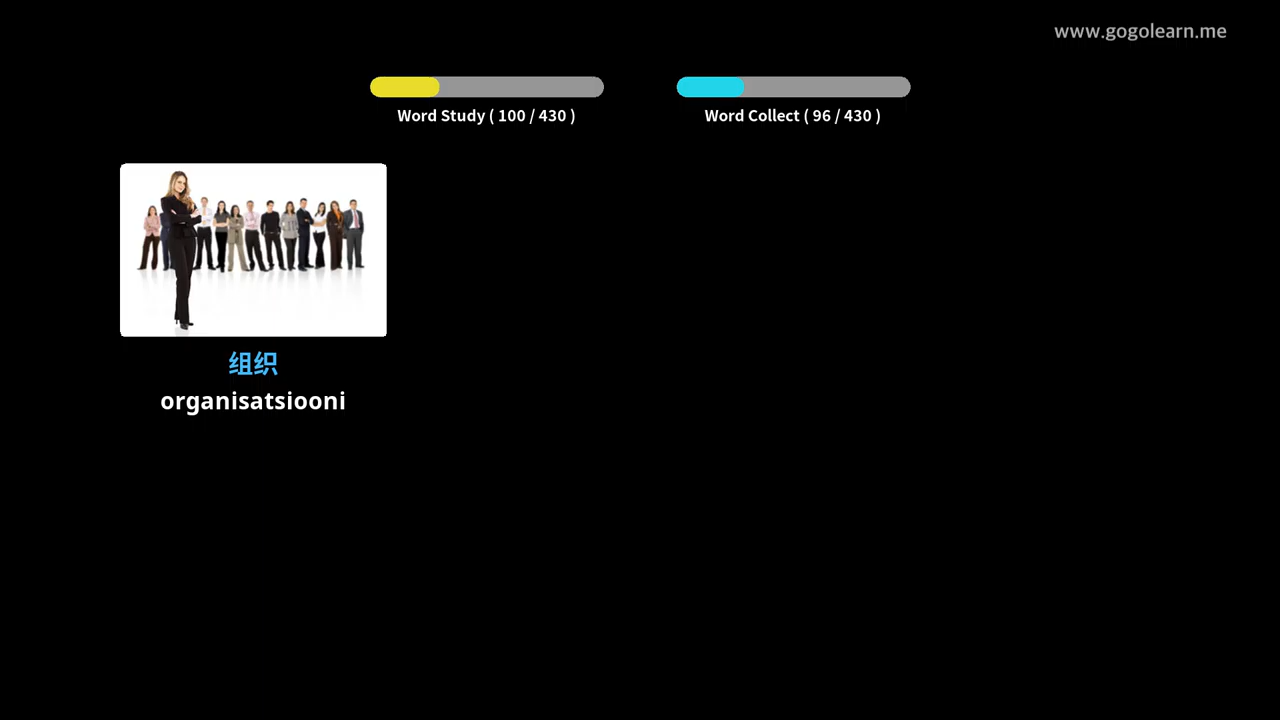 www.gogolearn.me
Word Study ( 100 / 430 )
Word Collect ( 96 / 430 )
组织
organisatsiooni